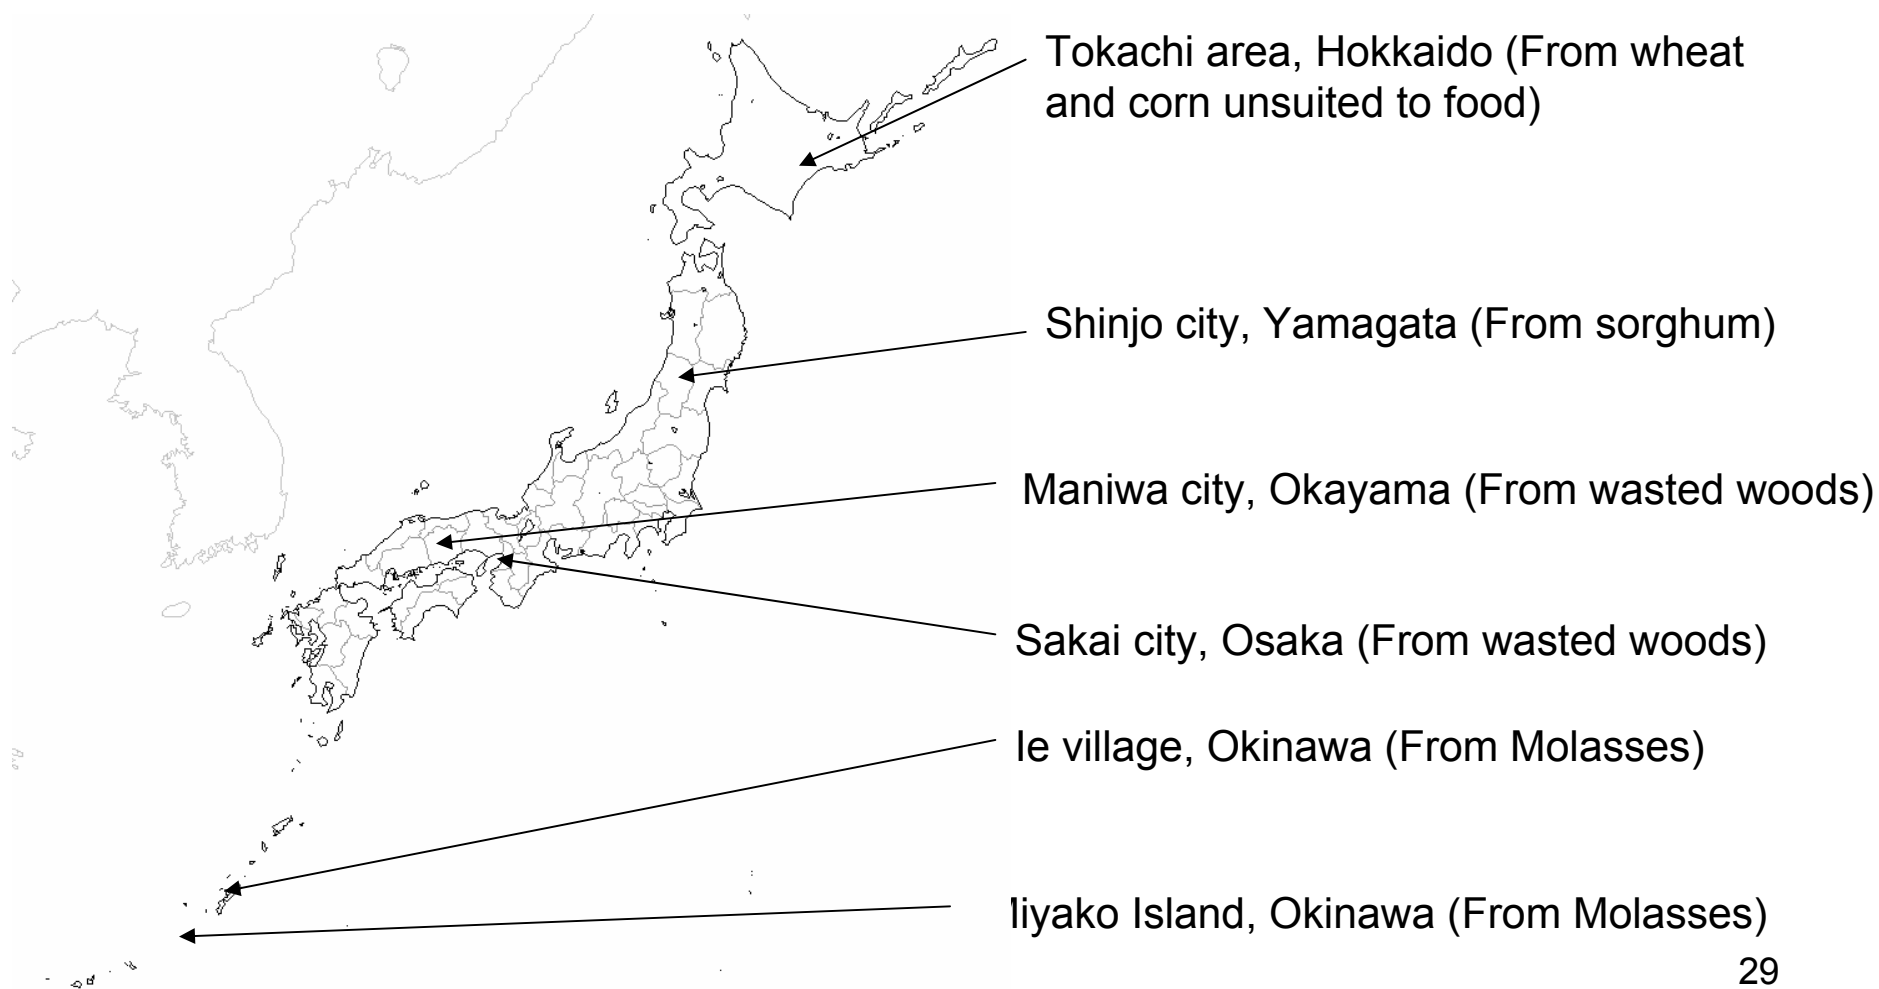 Tokachi area, Hokkaido (From wheat
and corn unsuited to food)
Shinjo city, Yamagata (From sorghum)
Maniwa city, Okayama (From wasted woods)
Sakai city, Osaka (From wasted woods)
Ie village, Okinawa (From Molasses)
Island, Okinawa (From Molasses)
29